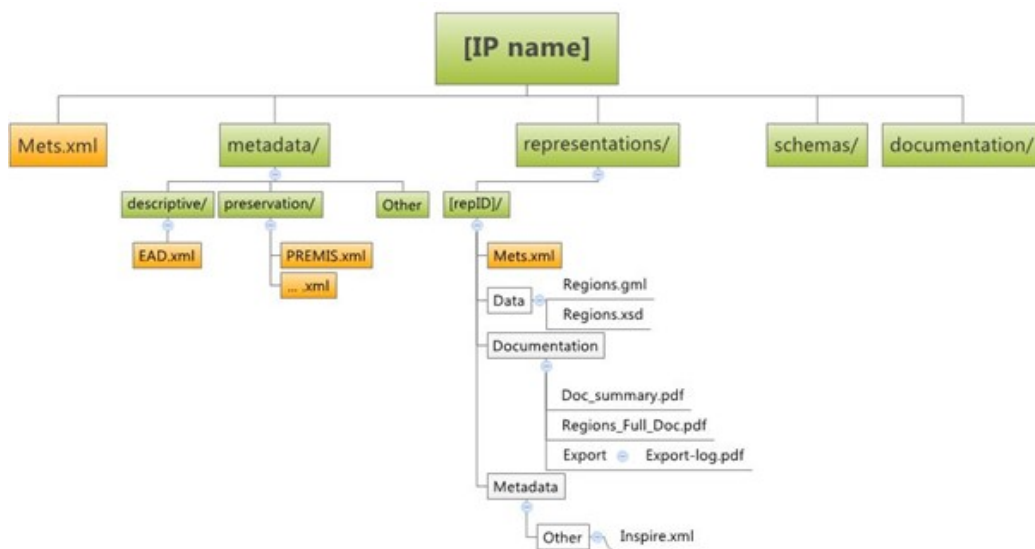 [IP name]
Mets.xml
metadata/
representations/
schemas/
documentation/
descriptive/
preservation/
Other
[repID]/
EAD.xml
PREMIS.xml
... .xml
Mets.xml
Data
Regions.gml
Regions.xsd
Documentation
Doc_summary.pdf
Regions_Full_Doc.pdf
Export
Export-log.pdf
Metadata
Other
Inspire.xml